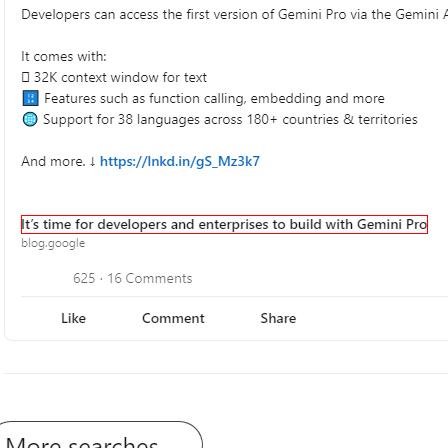 Developers can access the first version of Gemini Pro via the Gemini
It comes with:
32K context window for text
🔢 Features such as function calling, embedding and more
🌐 Support for 38 languages across 180+ countries & territories
And more. ↓ https://lnkd.in/gS_Mz3k7
It's time for developers and enterprises to build with Gemini Pro
blog.google
625 · 16 Comments
Like Comment Share
More searches